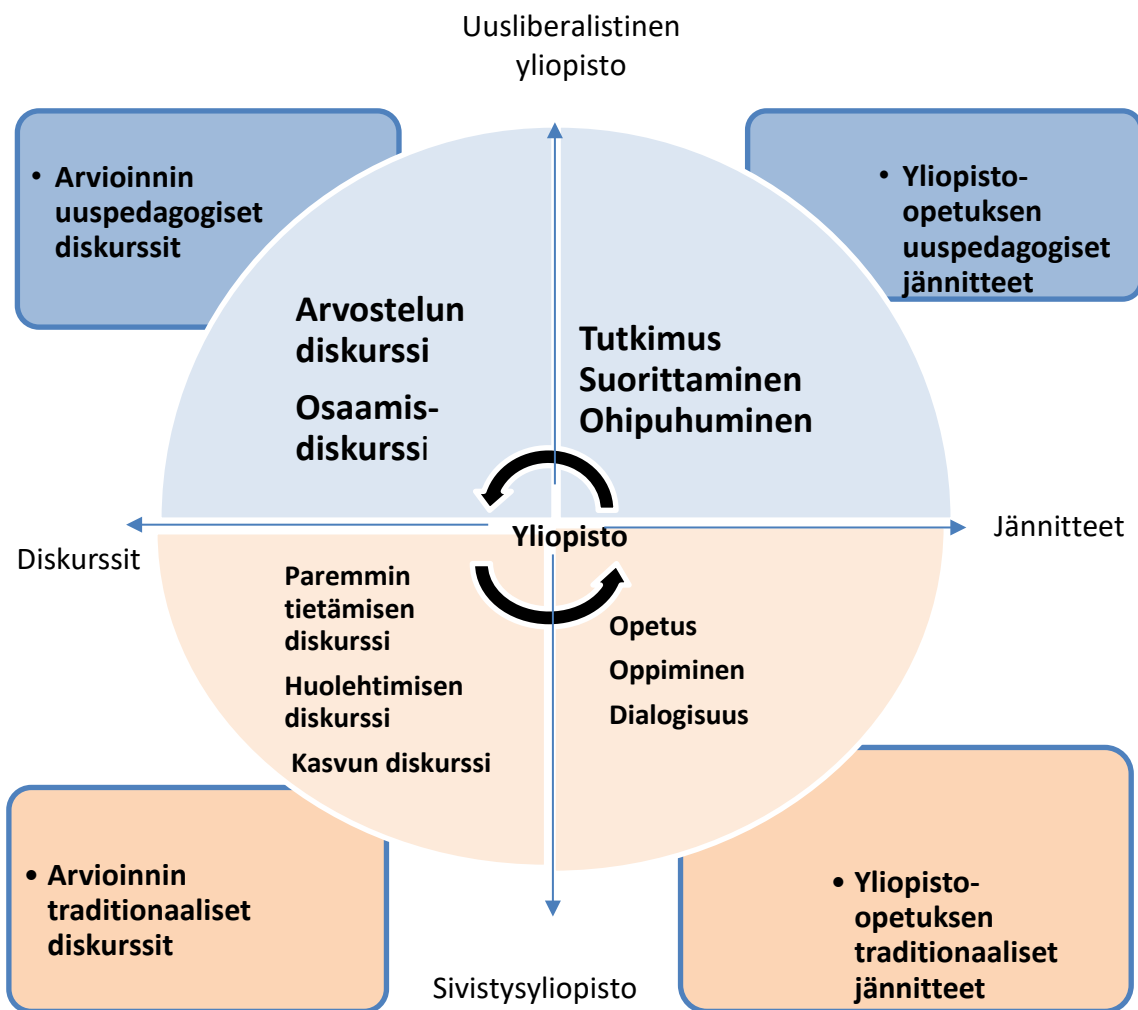 Uusliberalistinen
yliopisto
• Arvioinnin
uuspedagogiset
diskurssit
• Yliopisto-
opetuksen
uuspedagogiset
jännitteet
Arvostelun
diskurssi
Osaamis-
diskurssi
Tutkimus
Suorittaminen
Ohipuhuminen
Diskurssit
Yliopisto
Jännitteet
Paremmin
tietämisen
diskurssi
Huolehtimisen
diskurssi
Kasvun diskurssi
Opetus
Oppiminen
Dialogisuus
• Arvioinnin
traditionaaliset
diskurssit
• Yliopisto-
opetuksen
traditionaaliset
jännitteet
Sivistysyliopisto